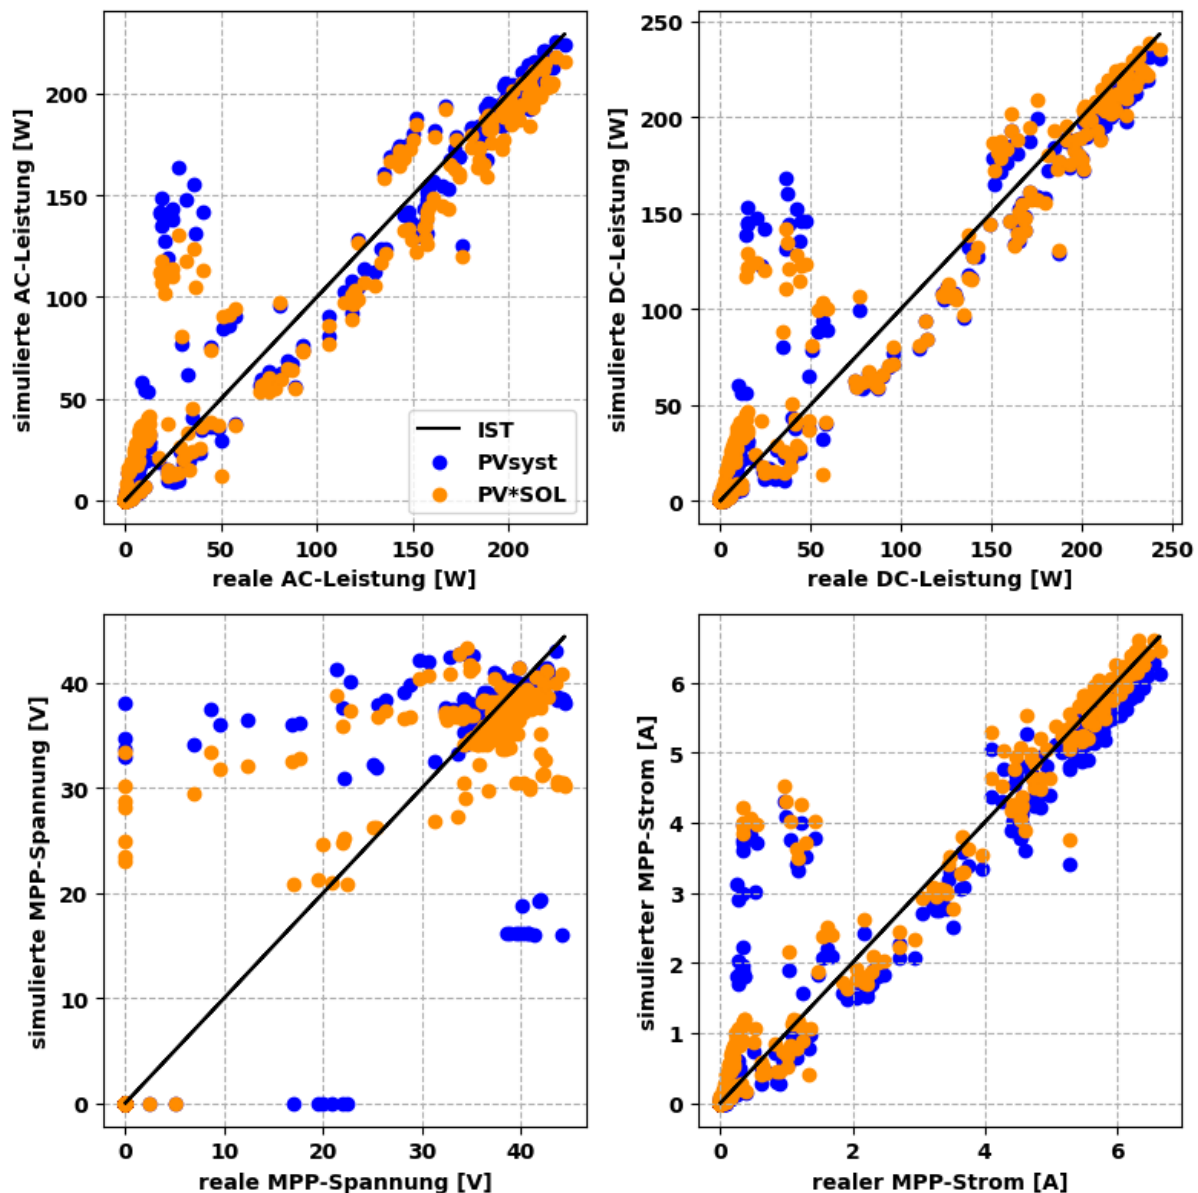 simulierte AC-Leistung [W]
200
150
100
50
0
0 50 100 150 200
reale AC-Leistung [W]
IST
PVsyst
PV*SOL
simulierte DC-Leistung [W]
250
200
150
100
50
0
0 50 100 150 200 250
reale DC-Leistung [W]
simulierte MPP-Spannung [V]
40
30
20
10
0
0 10 20 30 40
reale MPP-Spannung [V]
simulierter MPP-Strom [A]
6
5
4
3
2
1
0
0 2 4 6
realer MPP-Strom [A]